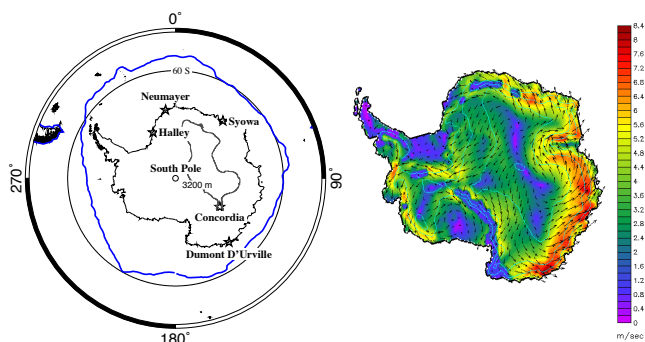 0˚
60 S
Neumayer
Syowa
Halley
South Pole
3200 m
Concordia
Dumont D'Urville
270˚
90˚
180˚
8.4
8
7.6
7.2
6.8
6.4
6
5.6
5.2
4.8
4.4
4
3.6
3.2
2.8
2.4
2
1.6
1.2
0.8
0.4
0
m/sec